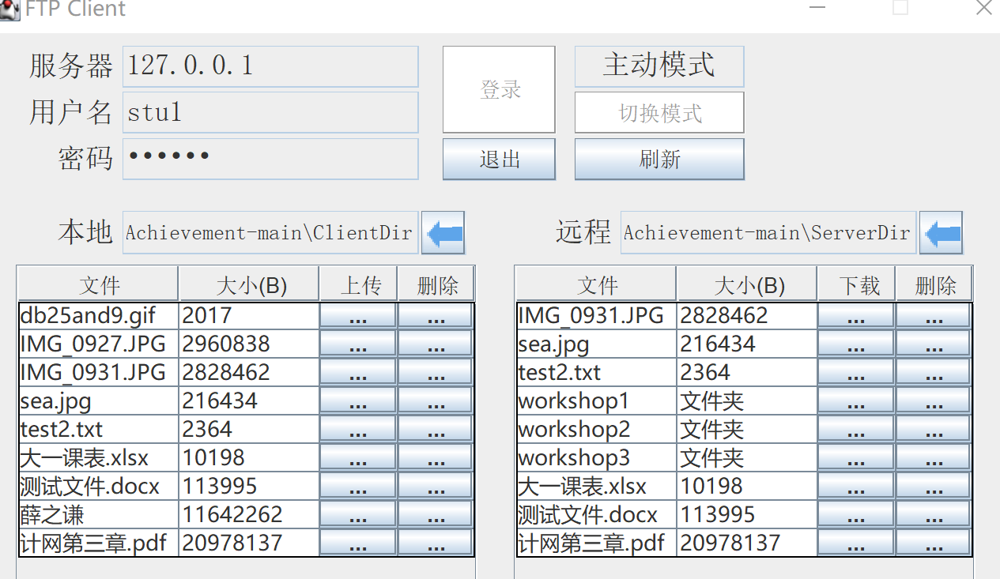 FTP Client
服务器 127.0.0.1 登录 主动模式
用户名 stu1 切换模式
密码 •••••• 退出 刷新
本地 Achievement-main\ClientDir 远程 Achievement-main\ServerDir
文件 大小(B) 上传 删除 文件 大小(B) 下载 删除
db25and9.gif 2017 ... ... IMG_0931.JPG 2828462 ... ...
IMG_0927.JPG 2960838 ... ... sea.jpg 216434 ... ...
IMG_0931.JPG 2828462 ... ... test2.txt 2364 ... ...
sea.jpg 216434 ... ... workshop1 文件夹 ... ...
test2.txt 2364 ... ... workshop2 文件夹 ... ...
大一课表.xlsx 10198 ... ... workshop3 文件夹 ... ...
测试文件.docx 113995 ... ... 大一课表.xlsx 10198 ... ...
薛之谦 11642262 ... ... 测试文件.docx 113995 ... ...
计网第三章.pdf 20978137 ... ... 计网第三章.pdf 20978137 ... ...